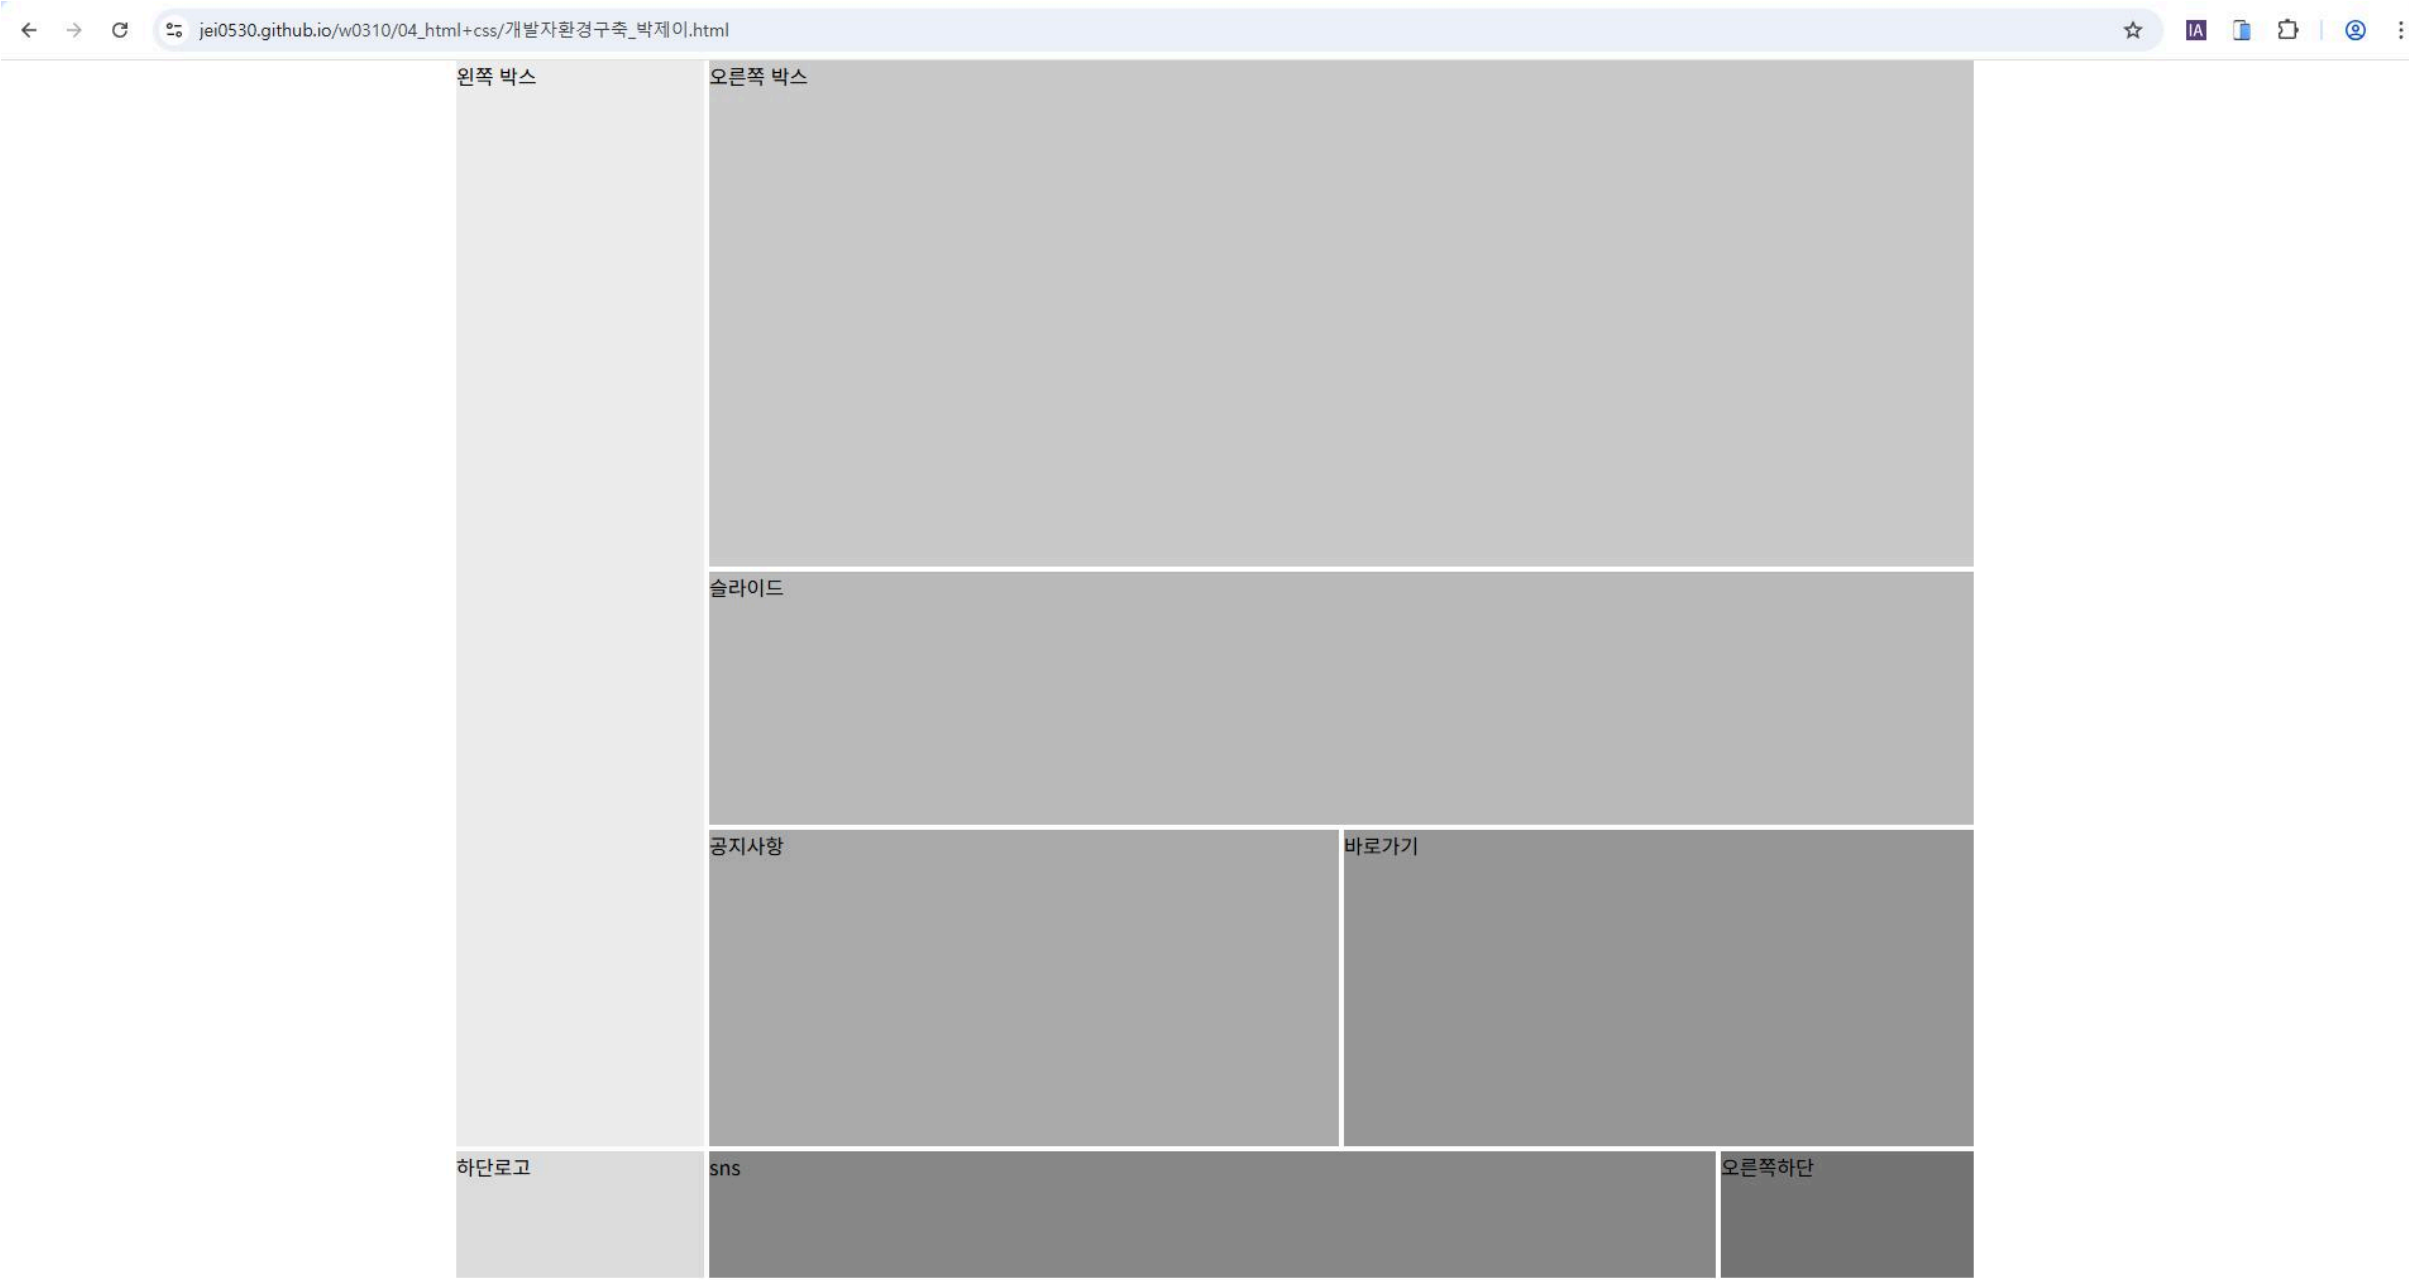 jei0530.github.io/w0310/04_html+css/개발자환경구축_박제이.html
IA
왼쪽 박스
오른쪽 박스
슬라이드
공지사항
바로가기
하단로고
sns
오른쪽하단